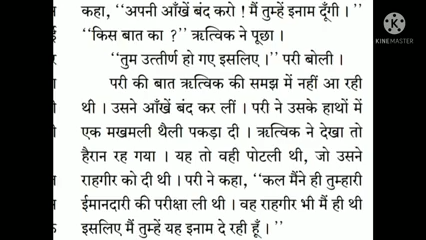 कहा, ‘‘अपनी आँखें बंद करो ! मैं तुम्हें इनाम दूँगी । ’’
‘‘किस बात का ? ’’ ऋत्विक ने पूछा ।
‘‘तुम उत्तीर्ण हो गए इसलिए । ’’ परी बोली ।
परी की बात ऋत्विक की समझ में नहीं आ रही
थी । उसने आँखें बंद कर लीं । परी ने उसके हाथों में
एक मखमली थैली पकड़ा दी । ऋत्विक ने देखा तो
हैरान रह गया । यह तो वही पोटली थी, जो उसने
राहगीर को दी थी । परी ने कहा, ‘‘कल मैंने ही तुम्हारी
ईमानदारी की परीक्षा ली थी । वह राहगीर भी मैं ही थी
इसलिए मैं तुम्हें यह इनाम दे रही हूँ । ’’
KINEMASTER